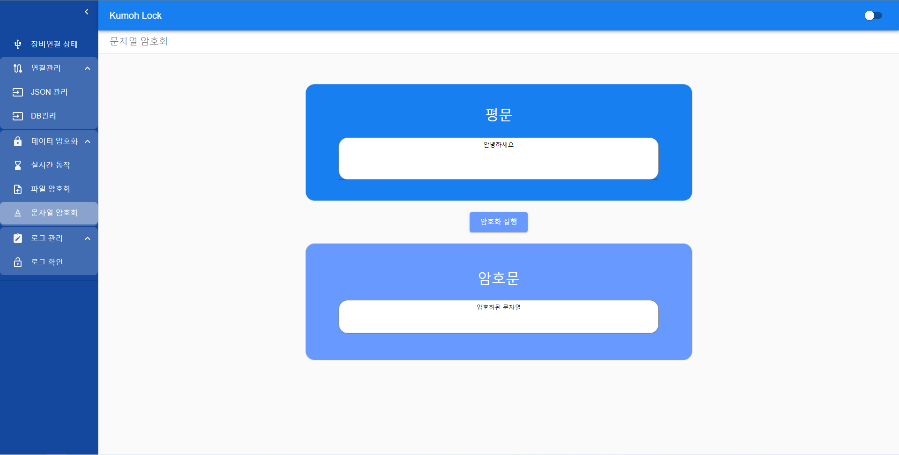 Kumoh Lock
문자열 암호화
장비연결 상태
연결관리
JSON 관리
DB관리
데이터 암호화
실시간 동작
파일 암호화
문자열 암호화
로그 관리
로그 확인
평문
안녕하세요
암호화 실행
암호문
암호화된 문자열